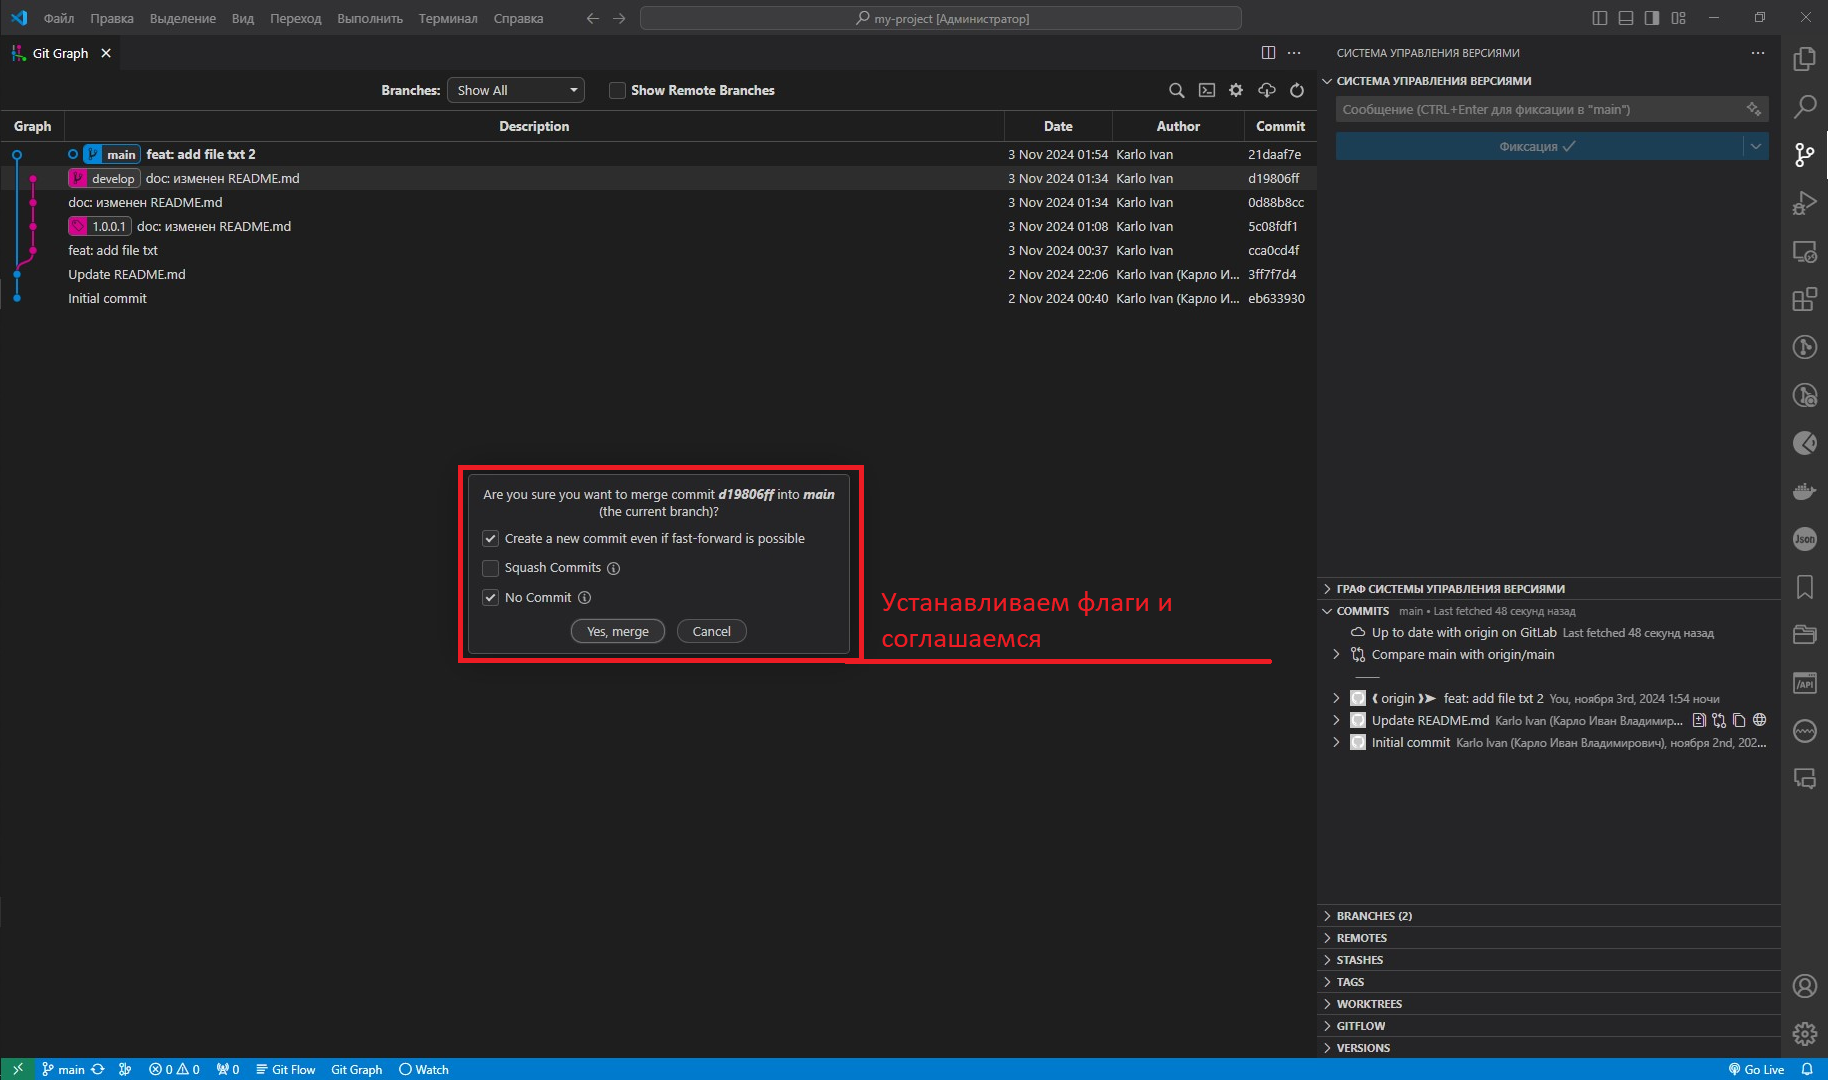 Файл Правка Выделение Вид Переход Выполнить Терминал Справка
my-project [Администратор]
Git Graph
Branches: Show All Show Remote Branches
Graph Description Date Author Commit
main feat: add file txt 2 3 Nov 2024 01:54 Karlo Ivan 21daaf7e
develop doc: изменен README.md 3 Nov 2024 01:34 Karlo Ivan d19806ff
doc: изменен README.md 3 Nov 2024 01:34 Karlo Ivan 0d88b8cc
1.0.0.1 doc: изменен README.md 3 Nov 2024 01:08 Karlo Ivan 5c08fdf1
feat: add file txt 3 Nov 2024 00:37 Karlo Ivan cca0cd4f
Update README.md 2 Nov 2024 22:06 Karlo Ivan (Карло И... 3ff7f7d4
Initial commit 2 Nov 2024 00:40 Karlo Ivan (Карло И... eb633930
Are you sure you want to merge commit d19806ff into main
(the current branch)?
Create a new commit even if fast-forward is possible
Squash Commits
No Commit
Yes, merge Cancel
Устанавливаем флаги и
соглашаемся
СИСТЕМА УПРАВЛЕНИЯ ВЕРСИЯМИ
СИСТЕМА УПРАВЛЕНИЯ ВЕРСИЯМИ
Сообщение (CTRL+Enter для фиксации в "main")
Фиксация
ГРАФ СИСТЕМЫ УПРАВЛЕНИЯ ВЕРСИЯМИ
COMMITS main • Last fetched 48 секунд назад
Up to date with origin on GitLab Last fetched 48 секунд назад
Compare main with origin/main
origin feat: add file txt 2 You, ноября 3rd, 2024 1:54 ночи
Update README.md Karlo Ivan (Карло Иван Владимир...
Initial commit Karlo Ivan (Карло Иван Владимирович), ноября 2nd, 202...
BRANCHES (2)
REMOTES
STASHES
TAGS
WORKTREES
GITFLOW
VERSIONS
Json
/API
main 0 0 0 Git Flow Git Graph Watch Go Live